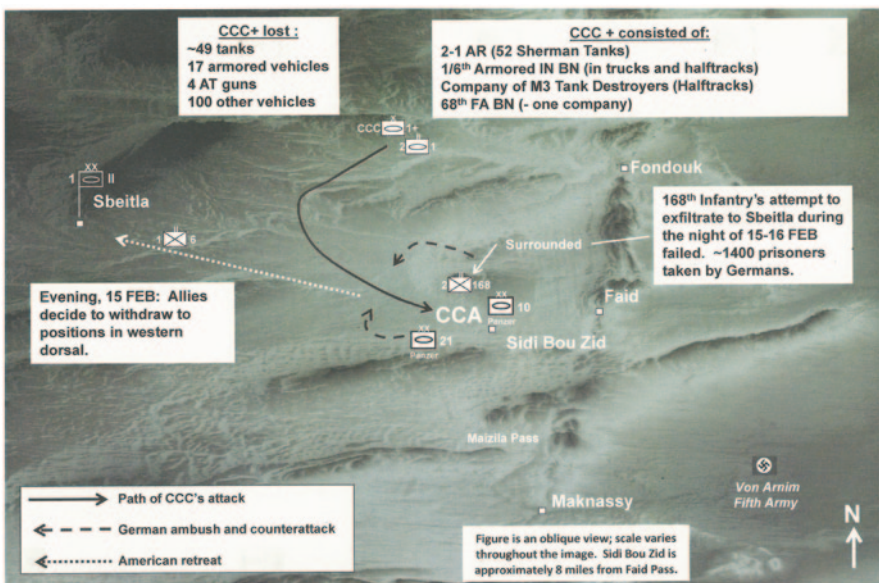 CCC+ lost :
~49 tanks
17 armored vehicles
4 AT guns
100 other vehicles
CCC + consisted of:
2-1 AR (52 Sherman Tanks)
1/6th Armored IN BN (in trucks and halftracks)
Company of M3 Tank Destroyers (Halftracks)
68th FA BN (- one company)
X
CCC 1+
II
2 1
Fondouk
XX
1 II
Sbeitla
168th Infantry's attempt to
exfiltrate to Sbeitla during
the night of 15-16 FEB
failed. ~1400 prisoners
taken by Germans.
II
1 6
Surrounded
Evening, 15 FEB: Allies
decide to withdraw to
positions in western
dorsal.
II
2 168
XX
10
Panzer
CCA
Faid
XX
21
Panzer
Sidi Bou Zid
Maizila Pass
Von Arnim
Fifth Army
Maknassy
N
Path of CCC's attack
German ambush and counterattack
American retreat
Figure is an oblique view; scale varies
throughout the image. Sidi Bou Zid is
approximately 8 miles from Faid Pass.